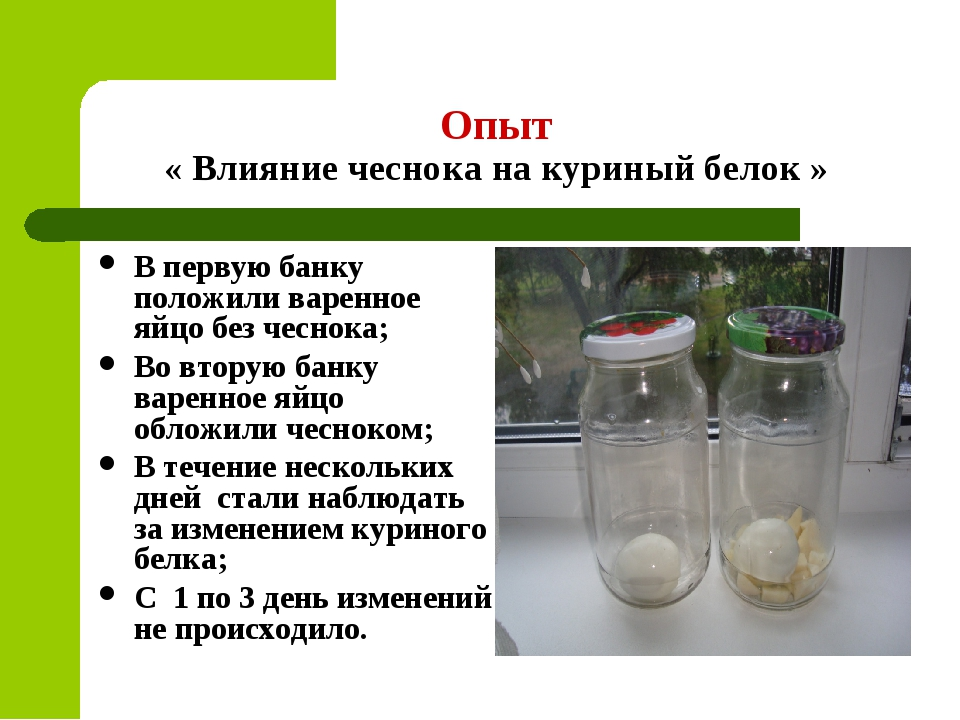 Опыт
« Влияние чеснока на куриный белок »
• В первую банку
положили варенное
яйцо без чеснока;
• Во вторую банку
варенное яйцо
обложили чесноком;
• В течение нескольких
дней стали наблюдать
за изменением куриного
белка;
• С 1 по 3 день изменений
не происходило.